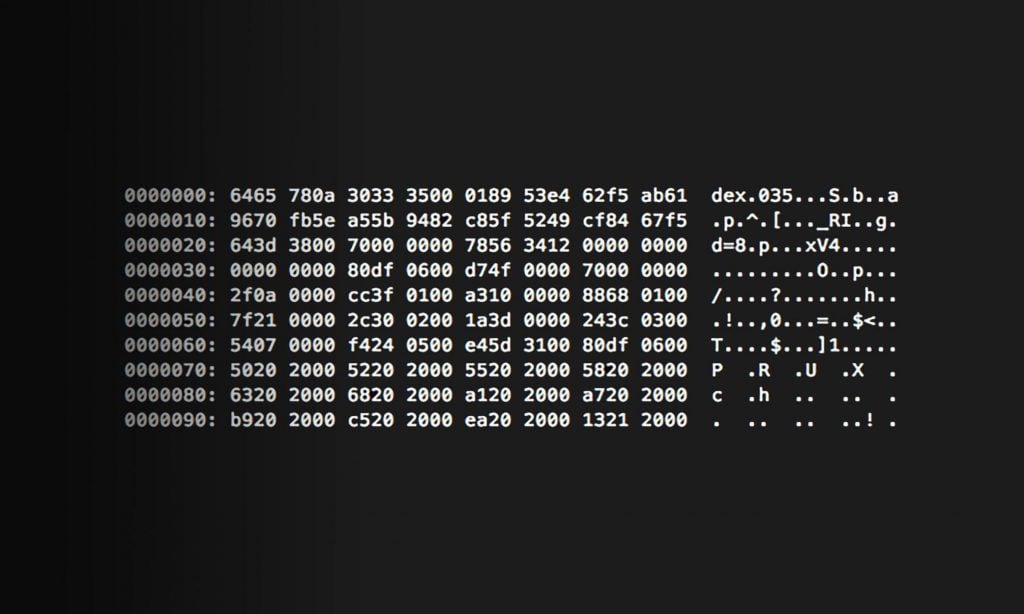 0000000: 6465 780a 3033 3500 0189 53e4 62f5 ab61  dex.035...S.b..a
0000010: 9670 fb5e a55b 9482 c85f 5249 cf84 67f5  .p.^.[..._RI..g.
0000020: 643d 3800 7000 0000 7856 3412 0000 0000  d=8.p...xV4.....
0000030: 0000 0000 80df 0600 d74f 0000 7000 0000  .........O..p...
0000040: 2f0a 0000 cc3f 0100 a310 0000 8868 0100  /....?.......h..
0000050: 7f21 0000 2c30 0200 1a3d 0000 243c 0300  .!..,0...=..$<..
0000060: 5407 0000 f424 0500 e45d 3100 80df 0600  T....$...]1.....
0000070: 5020 2000 5220 2000 5520 2000 5820 2000  P  .R  .U  .X  .
0000080: 6320 2000 6820 2000 a120 2000 a720 2000  c  .h  ..  ..  .
0000090: b920 2000 c520 2000 ea20 2000 1321 2000  .  ..  ..  ..! .